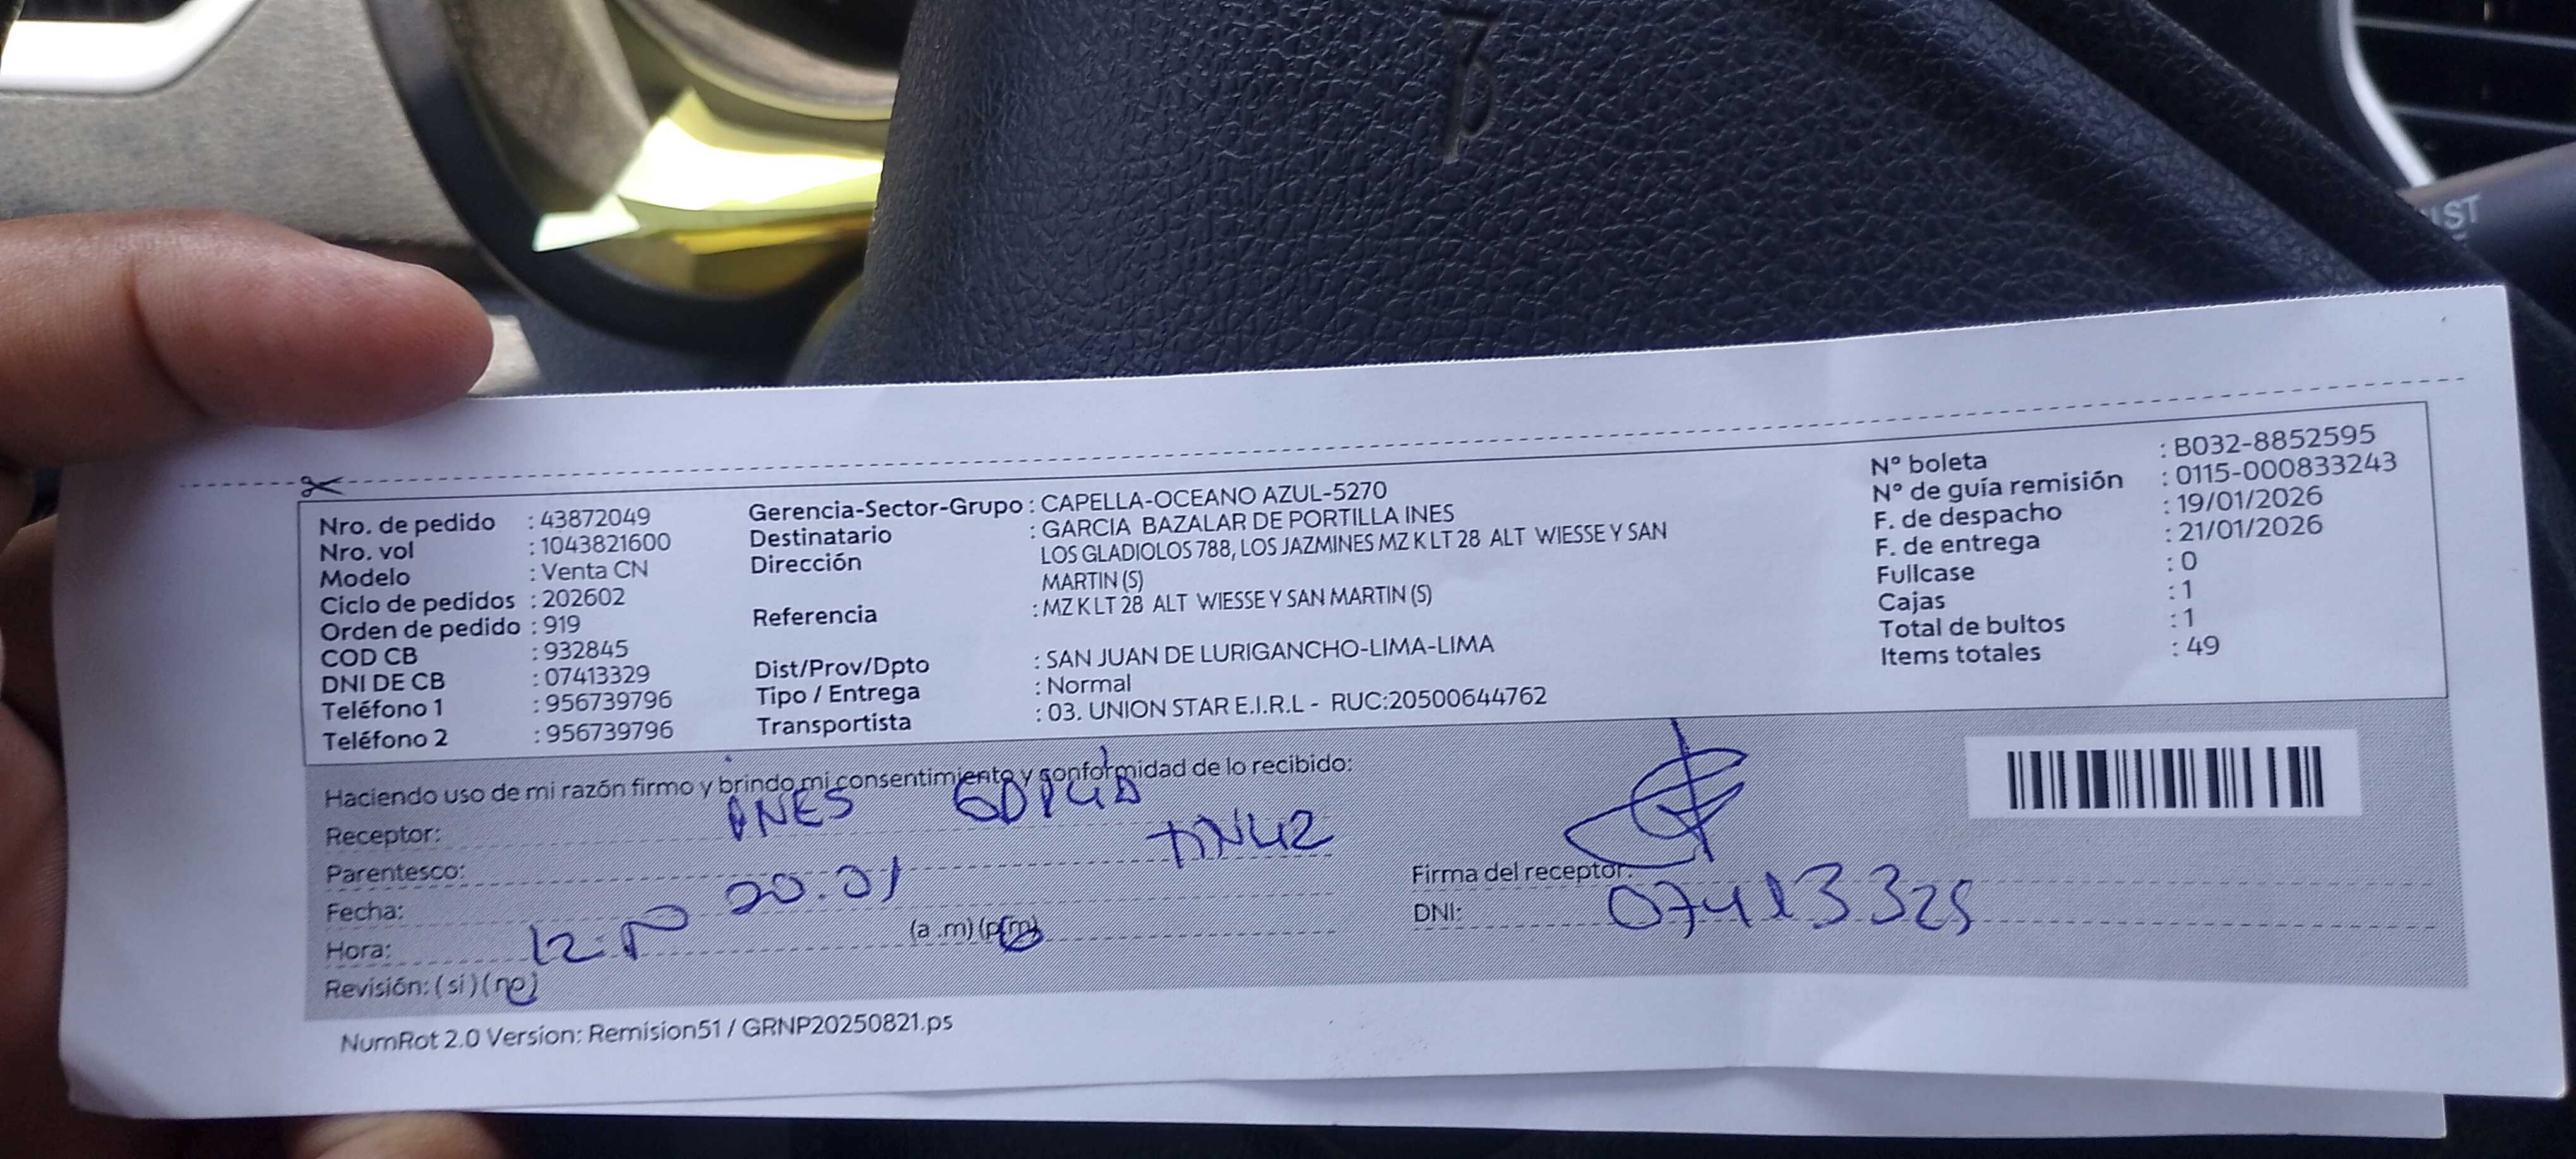 Nro. de pedido : 43872049
Nro. vol : 1043821600
Modelo : Venta CN
Ciclo de pedidos : 202602
Orden de pedido : 919
COD CB : 932845
DNI DE CB : 07413329
Teléfono 1 : 956739796
Teléfono 2 : 956739796
Gerencia-Sector-Grupo : CAPELLA-OCEANO AZUL-5270
Destinatario : GARCIA BAZALAR DE PORTILLA INES
Dirección LOS GLADIOLOS 788, LOS JAZMINES MZ K LT 28 ALT WIESSE Y SAN
MARTIN (S)
Referencia : MZ K LT 28 ALT WIESSE Y SAN MARTIN (S)
Dist/Prov/Dpto : SAN JUAN DE LURIGANCHO-LIMA-LIMA
Tipo / Entrega : Normal
Transportista : 03. UNION STAR E.I.R.L - RUC:20500644762
N° boleta : B032-8852595
N° de guía remisión : 0115-000833243
F. de despacho : 19/01/2026
F. de entrega : 21/01/2026
Fullcase : 0
Cajas : 1
Total de bultos : 1
Items totales : 49
Haciendo uso de mi razón firmo y brindo mi consentimiento y conformidad de lo recibido:
Receptor: INES
Parentesco:
Fecha: 20.01
Hora: 12: (a .m) (p.m)
Revisión: ( si ) ( no )
Firma del receptor:
DNI: 07413329
NumRot 2.0 Version: Remision51 / GRNP20250821.ps